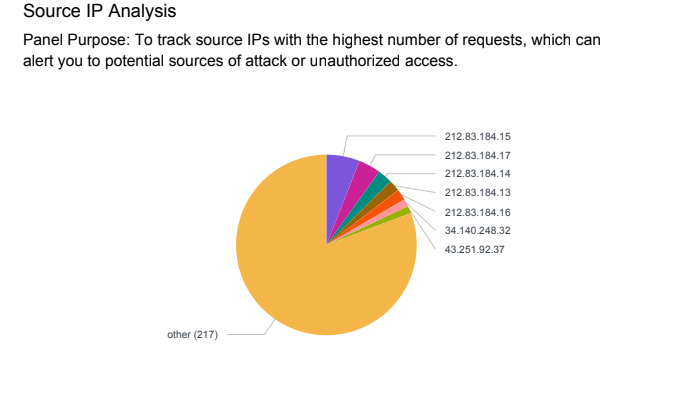 Source IP Analysis
Panel Purpose: To track source IPs with the highest number of requests, which can
alert you to potential sources of attack or unauthorized access.
212.83.184.15
212.83.184.17
212.83.184.14
212.83.184.13
212.83.184.16
34.140.248.32
43.251.92.37
other (217)